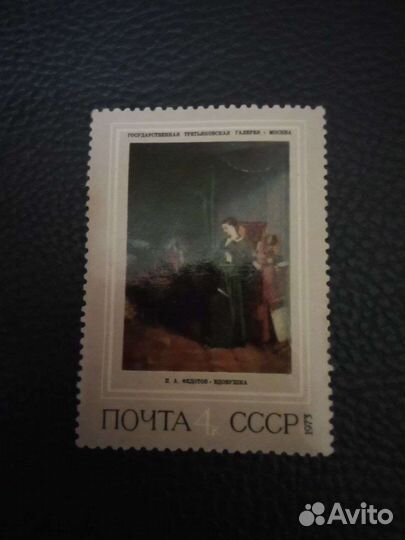 ГОСУДАРСТВЕННАЯ ТРЕТЬЯКОВСКАЯ ГАЛЕРЕЯ · МОСКВА
П. А. ФЕДОТОВ · ВДОВУШКА
ПОЧТА 4к СССР 1973
Avito